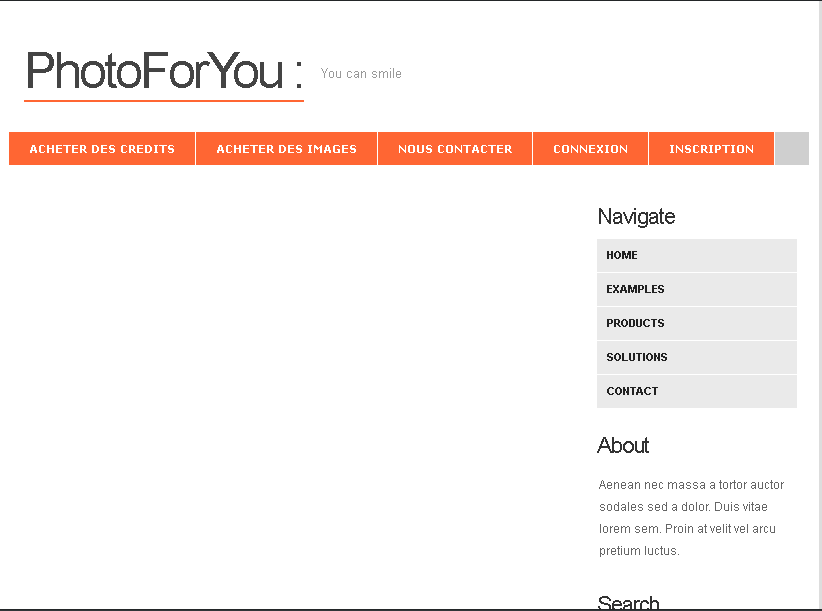 PhotoForYou :
You can smile
ACHETER DES CREDITS
ACHETER DES IMAGES
NOUS CONTACTER
CONNEXION
INSCRIPTION
Navigate
HOME
EXAMPLES
PRODUCTS
SOLUTIONS
CONTACT
About
Aenean nec massa a tortor auctor
sodales sed a dolor. Duis vitae
lorem sem. Proin at velit vel arcu
pretium luctus.
Search